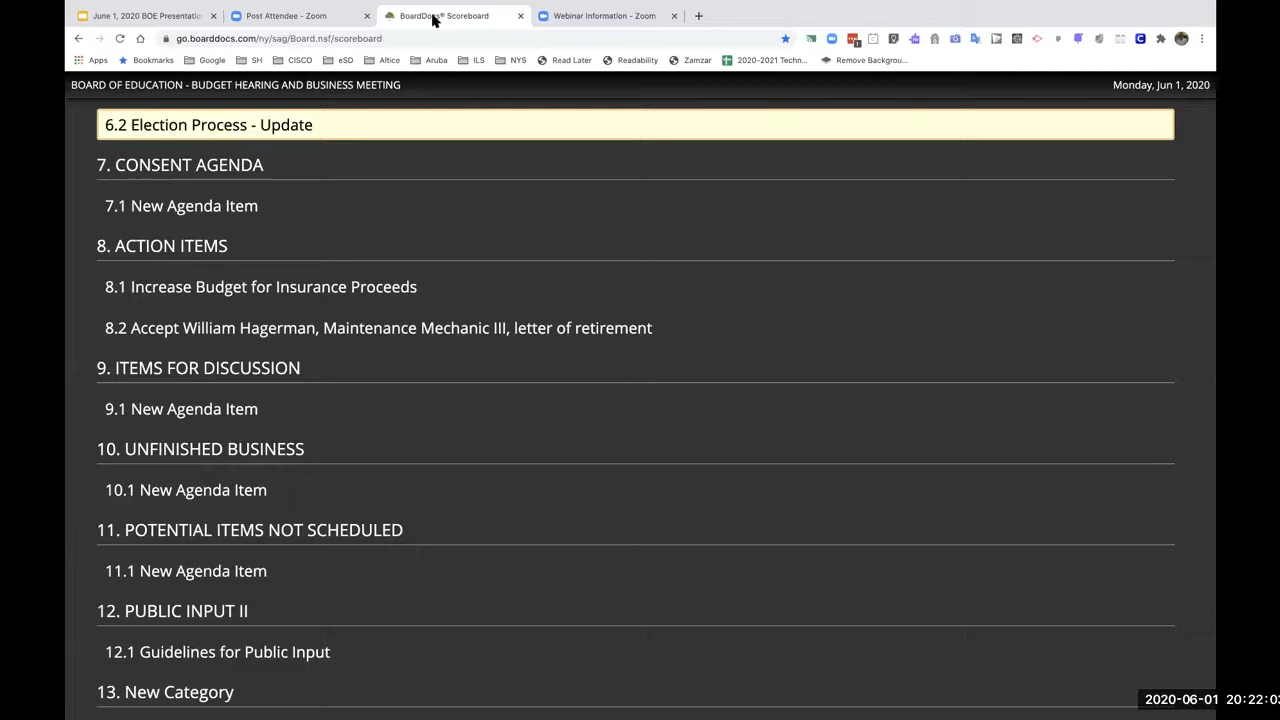 June 1, 2020 BOE Presentatio
Post Attendee - Zoom
BoardDocs® Scoreboard
Webinar Information - Zoom
go.boarddocs.com/ny/sag/Board.nsf/scoreboard
Apps
Bookmarks
Google
SH
CISCO
eSD
Altice
Aruba
ILS
NYS
Read Later
Readability
Zamzar
2020-2021 Techn...
Remove Backgrou...
BOARD OF EDUCATION - BUDGET HEARING AND BUSINESS MEETING
Monday, Jun 1, 2020
6.2 Election Process - Update
7. CONSENT AGENDA
7.1 New Agenda Item
8. ACTION ITEMS
8.1 Increase Budget for Insurance Proceeds
8.2 Accept William Hagerman, Maintenance Mechanic III, letter of retirement
9. ITEMS FOR DISCUSSION
9.1 New Agenda Item
10. UNFINISHED BUSINESS
10.1 New Agenda Item
11. POTENTIAL ITEMS NOT SCHEDULED
11.1 New Agenda Item
12. PUBLIC INPUT II
12.1 Guidelines for Public Input
13. New Category
2020-06-01 20:22:0